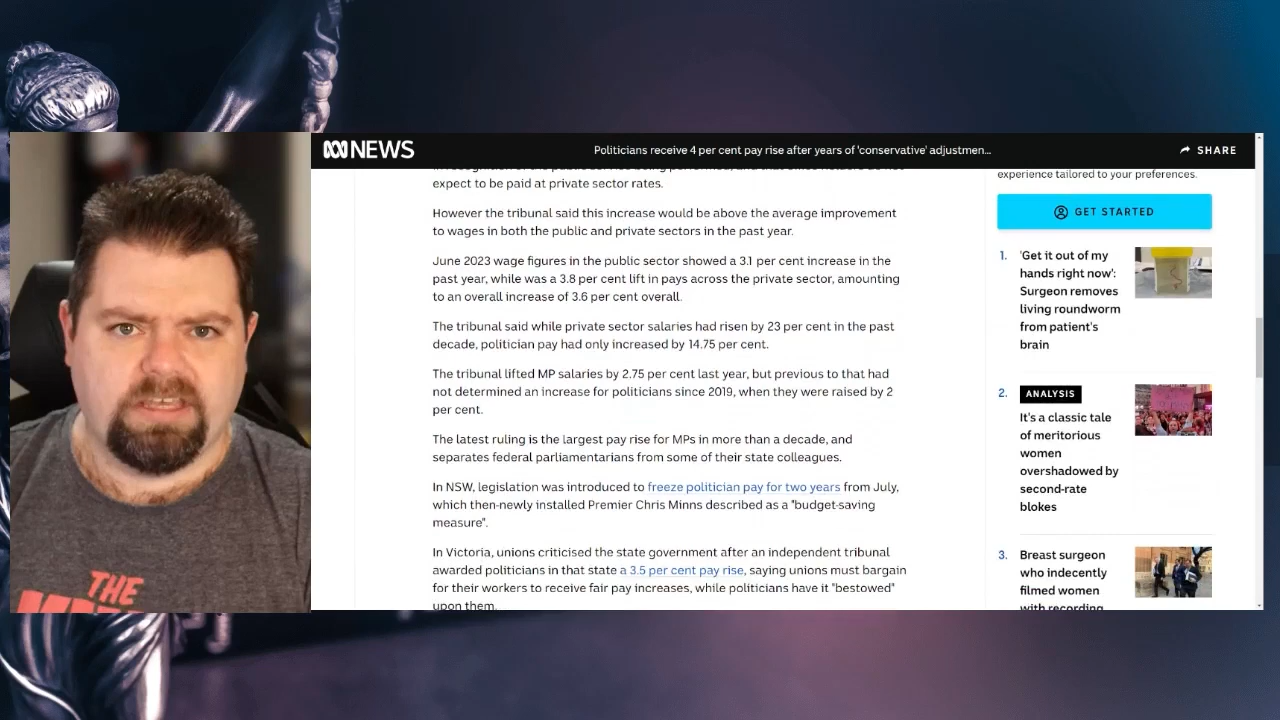 NEWS
Politicians receive 4 per cent pay rise after years of 'conservative' adjustmen...
SHARE
expect to be paid at private sector rates.
However the tribunal said this increase would be above the average improvement
to wages in both the public and private sectors in the past year.
June 2023 wage figures in the public sector showed a 3.1 per cent increase in the
past year, while was a 3.8 per cent lift in pays across the private sector, amounting
to an overall increase of 3.6 per cent overall.
The tribunal said while private sector salaries had risen by 23 per cent in the past
decade, politician pay had only increased by 14.75 per cent.
The tribunal lifted MP salaries by 2.75 per cent last year, but previous to that had
not determined an increase for politicians since 2019, when they were raised by 2
per cent.
The latest ruling is the largest pay rise for MPs in more than a decade, and
separates federal parliamentarians from some of their state colleagues.
In NSW, legislation was introduced to freeze politician pay for two years from July,
which then-newly installed Premier Chris Minns described as a "budget-saving
measure".
In Victoria, unions criticised the state government after an independent tribunal
awarded politicians in that state a 3.5 per cent pay rise, saying unions must bargain
for their workers to receive fair pay increases, while politicians have it "bestowed"
upon them.
experience tailored to your preferences.
GET STARTED
1. 'Get it out of my
hands right now':
Surgeon removes
living roundworm
from patient's
brain
2. ANALYSIS
It's a classic tale
of meritorious
women
overshadowed by
second-rate
blokes
3. Breast surgeon
who indecently
filmed women
with recording
THE